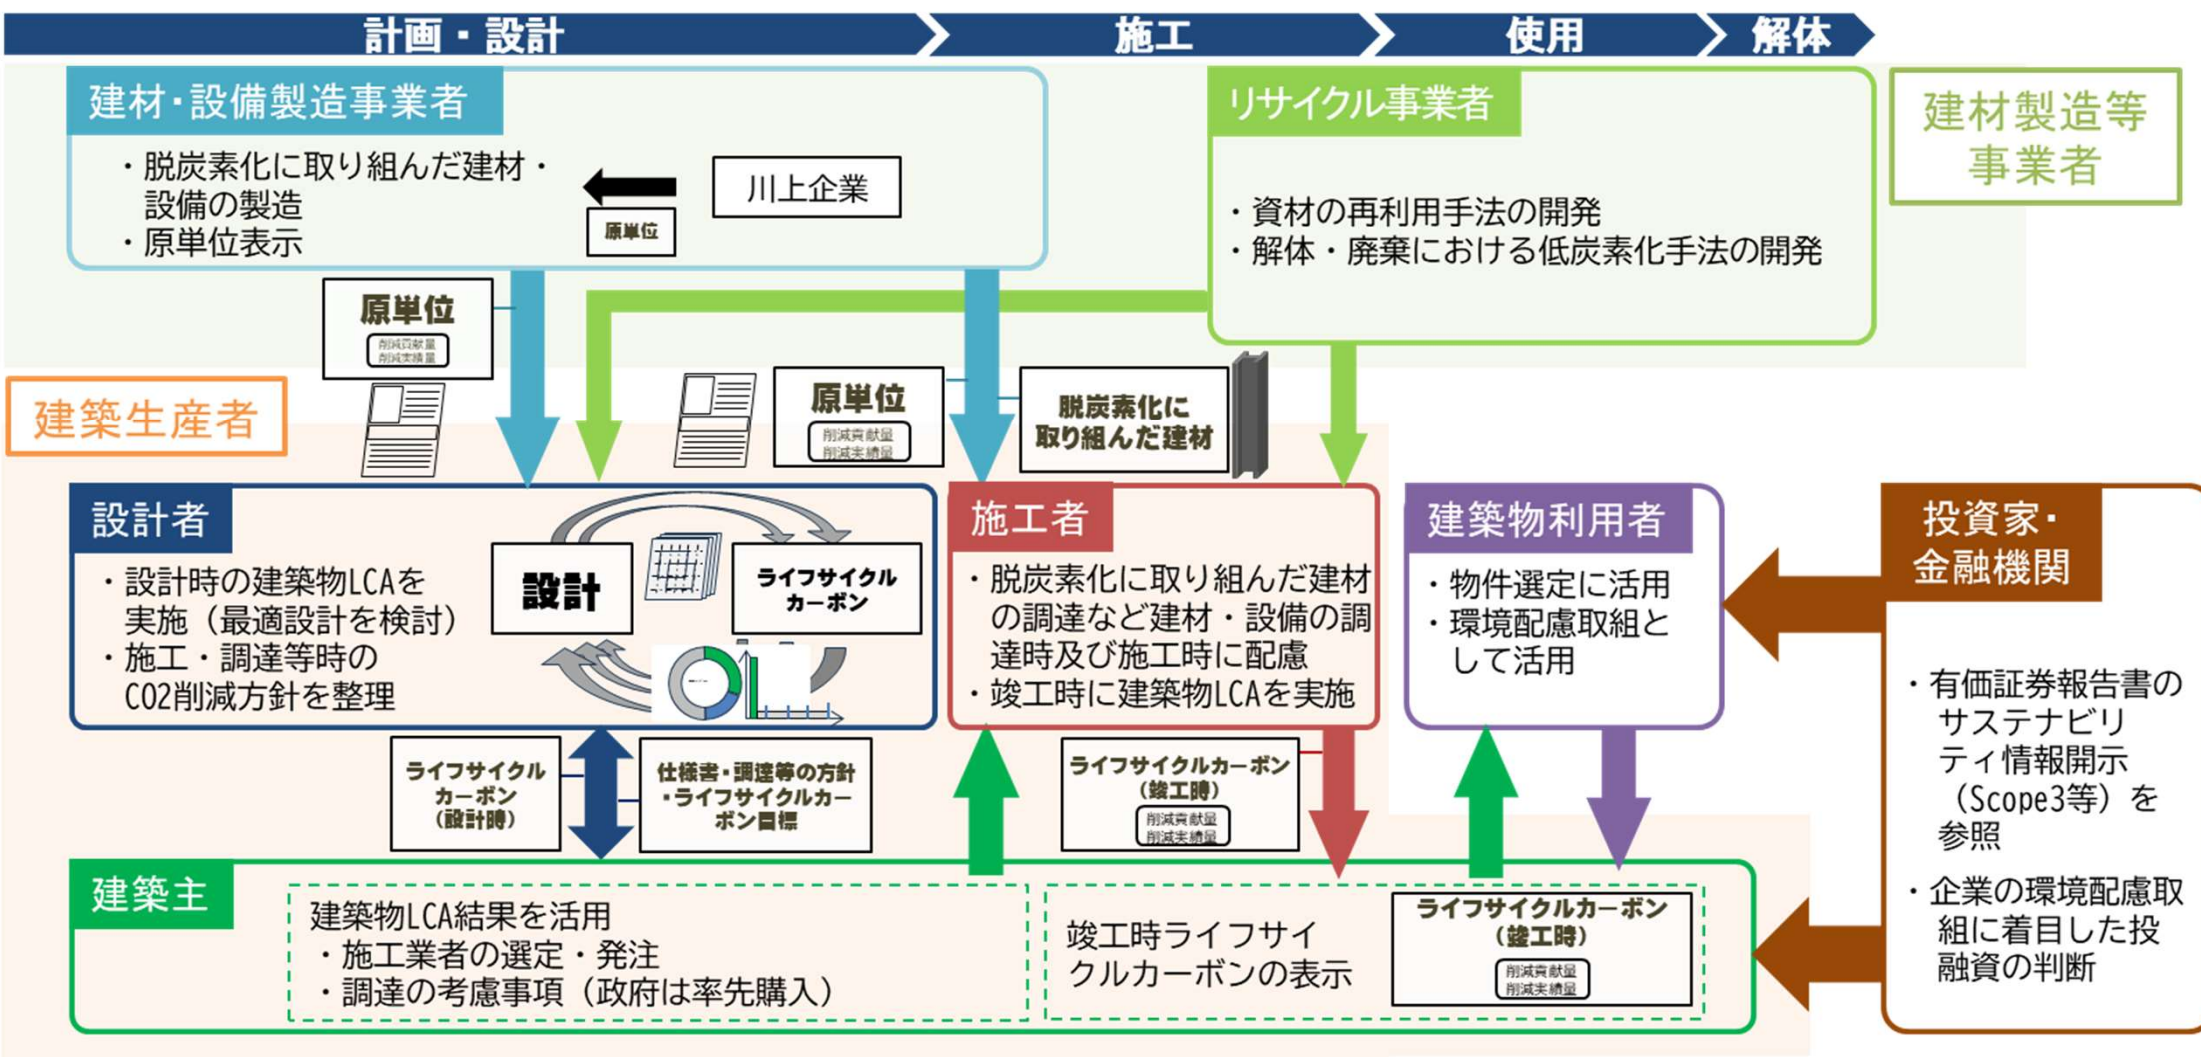 計画・設計
施工
使用
解体
建材・設備製造事業者
・脱炭素化に取り組んだ建材・
設備の製造
・原単位表示
川上企業
原単位
リサイクル事業者
・資材の再利用手法の開発
・解体・廃棄における低炭素化手法の開発
建材製造等
事業者
原単位
削減貢献量
削減実績量
原単位
削減貢献量
削減実績量
脱炭素化に
取り組んだ建材
建築生産者
設計者
・設計時の建築物LCAを
実施（最適設計を検討）
・施工・調達等時の
CO2削減方針を整理
設計
ライフサイクル
カーボン
施工者
・脱炭素化に取り組んだ建材
の調達など建材・設備の調
達時及び施工時に配慮
・竣工時に建築物LCAを実施
建築物利用者
・物件選定に活用
・環境配慮取組と
して活用
投資家・
金融機関
・有価証券報告書の
サステナビリ
ティ情報開示
（Scope3等）を
参照
・企業の環境配慮取
組に着目した投
融資の判断
ライフサイクル
カーボン
（設計時）
仕様書・調達等の方針
・ライフサイクルカー
ボン目標
ライフサイクルカーボン
（竣工時）
削減貢献量
削減実績量
建築主
建築物LCA結果を活用
・施工業者の選定・発注
・調達の考慮事項（政府は率先購入）
竣工時ライフサイ
クルカーボンの表示
ライフサイクルカーボン
（竣工時）
削減貢献量
削減実績量